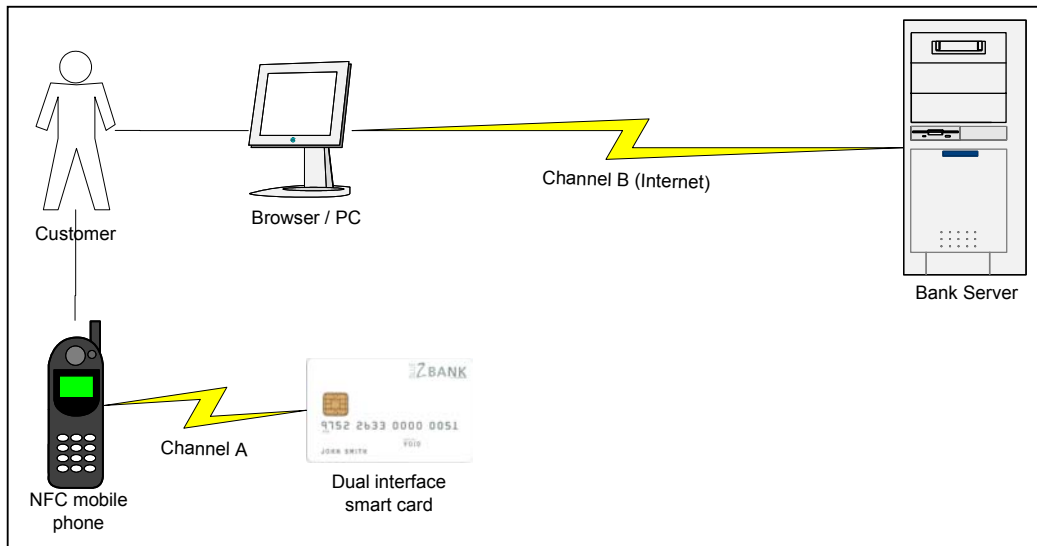 Customer
Browser / PC
Channel B (Internet)
Bank Server
NFC mobile
phone
Channel A
ZBANK
9752 2633 0000 0051
JOHN SMITH
Dual interface
smart card